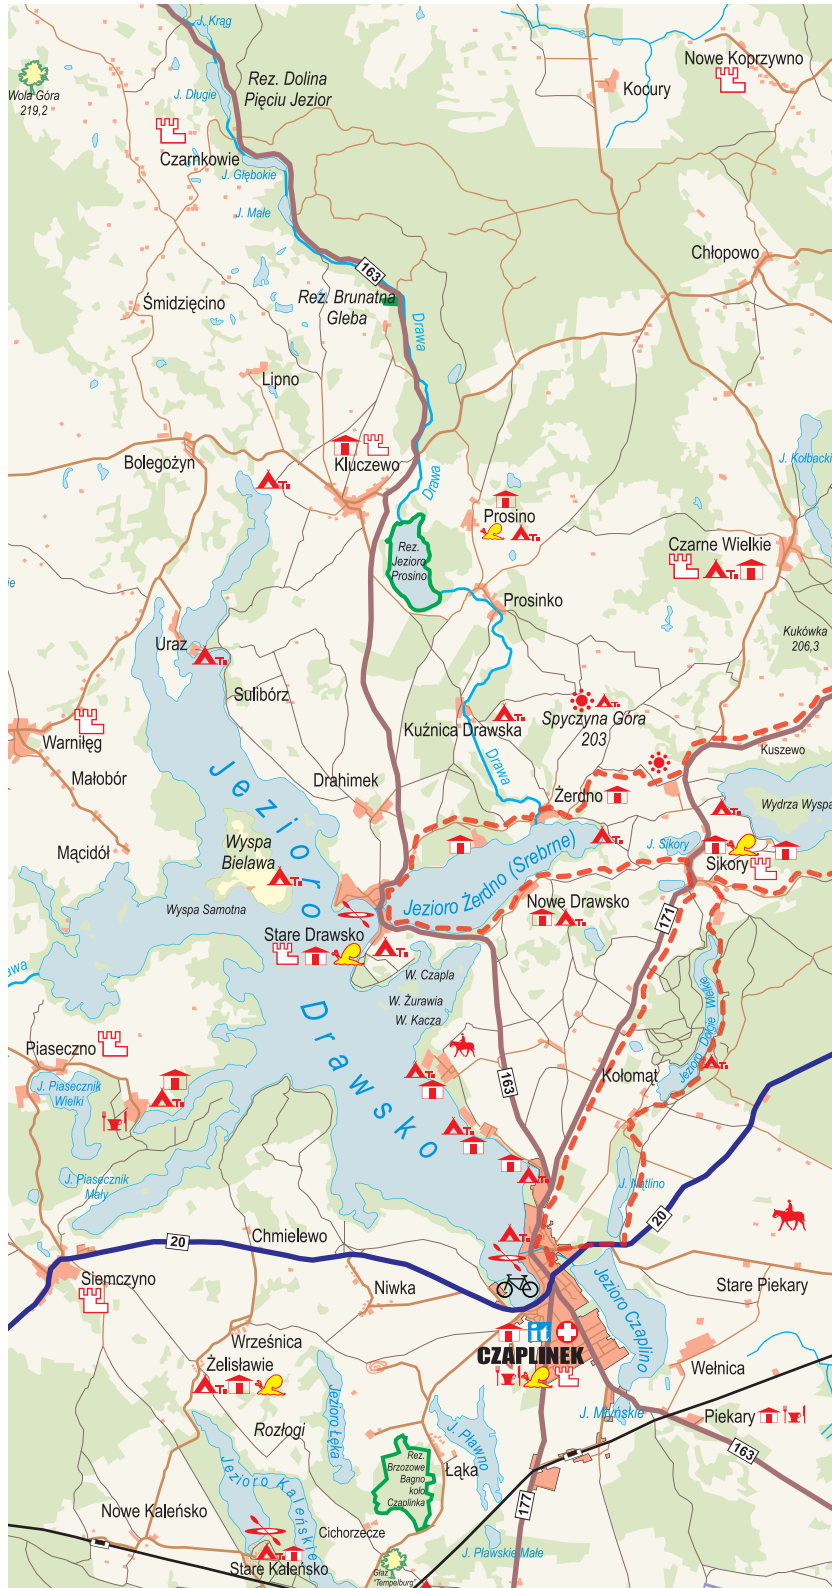 J. Krąg
Wola Góra
219,2
J. Długie
Rez. Dolina
Pięciu Jezior
Kocury
Nowe Koprzywno
Czarnkowie
J. Głębokie
J. Małe
163
Chłopowo
Śmidzięcino
Rez. Brunatna
Gleba
Drawa
Lipno
Bolegożyn
Kluczewo
Drawa
J. Kołbacki
Prosino
Rez.
Jezioro
Prosino
Czarne Wielkie
Prosinko
Kukówka
206,3
Uraz
Sulibórz
Kuźnica Drawska
Spyczyna Góra
203
Warniłęg
Małobór
Drawa
Kuszewo
Drahimek
Żerdno
Wydrza Wyspa
Jezioro
Drawsko
Mącidół
Wyspa
Bielawa
J. Sikory
Sikory
Wyspa Samotna
Jezioro Żerdno (Srebrne)
Nowe Drawsko
171
Stare Drawsko
awa
W. Czapla
W. Żurawia
W. Kacza
Jezioro Dołgie Wielkie
Piaseczno
J. Piasecznik
Wielki
163
Kołomąt
J. Piasecznik
Mały
J. Natlino
20
20
Chmielewo
Siemczyno
Niwka
Jezioro Czaplino
Stare Piekary
CZAPLINEK
Wrześnica
Żelisławie
Wełnica
Jezioro Łęka
J. Młyńskie
Piekary
163
Rozłogi
J. Pławno
Jezioro Kaleńskie
Rez.
Brzozowe
Bagno
koło
Czaplinka
Łąka
177
Nowe Kaleńsko
Cichorzecze
J. Pławskie Małe
Stare Kaleńsko
Głaz
"Tempelburg"